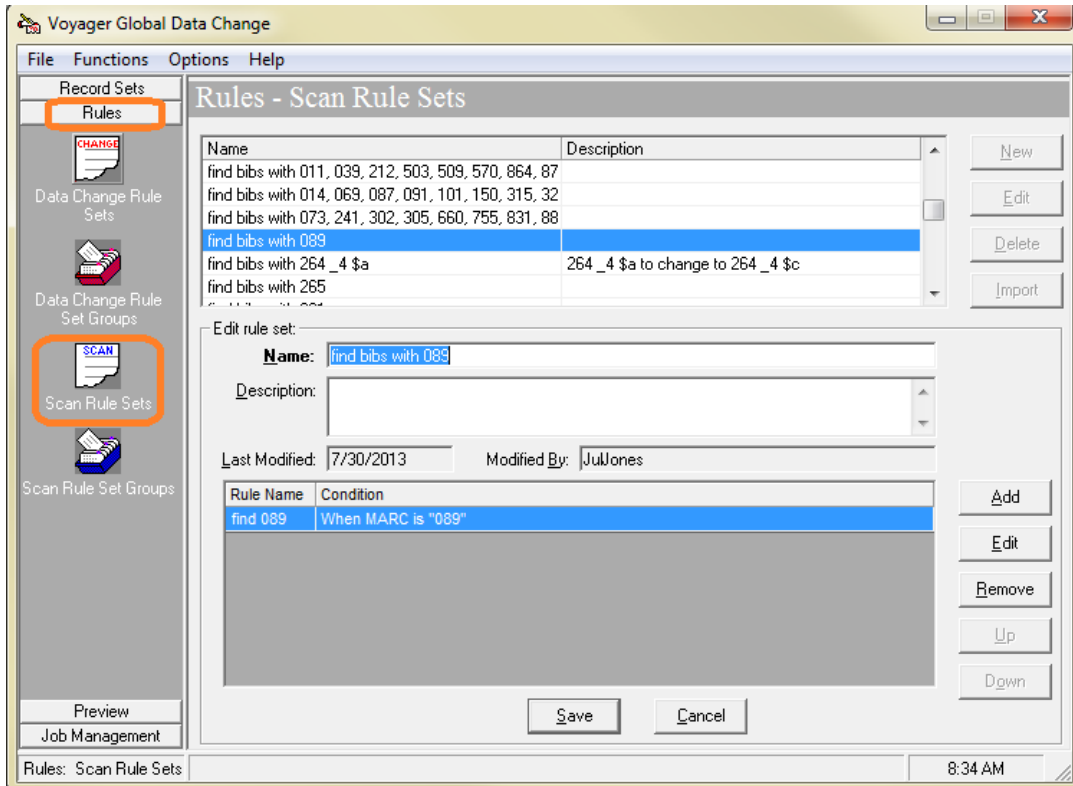 Voyager Global Data Change
File Functions Options Help
Record Sets
Rules
CHANGE
Data Change Rule
Sets
Data Change Rule
Set Groups
SCAN
Scan Rule Sets
Scan Rule Set Groups
Preview
Job Management
Rules - Scan Rule Sets
Name Description
find bibs with 011, 039, 212, 503, 509, 570, 864, 87
find bibs with 014, 069, 087, 091, 101, 150, 315, 32
find bibs with 073, 241, 302, 305, 660, 755, 831, 88
find bibs with 089
find bibs with 264 _4 $a 264 _4 $a to change to 264 _4 $c
find bibs with 265
New
Edit
Delete
Import
Edit rule set:
Name: find bibs with 089
Description:
Last Modified: 7/30/2013 Modified By: JulJones
Rule Name Condition
find 089 When MARC is "089"
Add
Edit
Remove
Up
Down
Save Cancel
Rules: Scan Rule Sets 8:34 AM